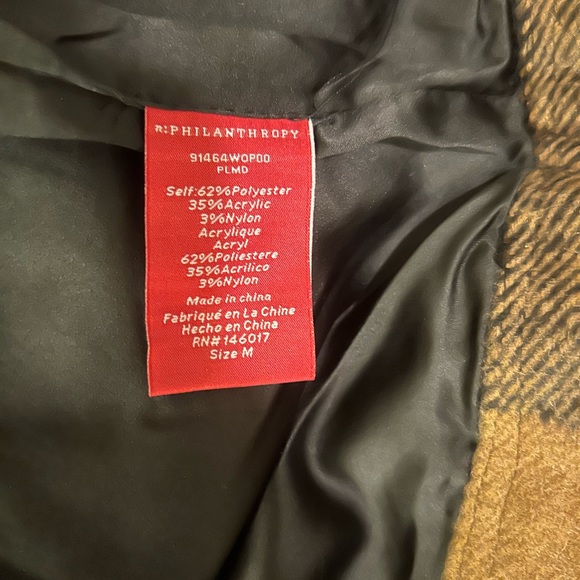 R:PHILANTHROPY
91464WOPDD
PLMD
Self:62%Polyester
35%Acrylic
3%Nylon
Acrylique
Acryl
62%Poliestere
35%Acrilico
3%Nylon
Made in china
Fabriqué en La Chine
Hecho en China
RN#146017
Size M